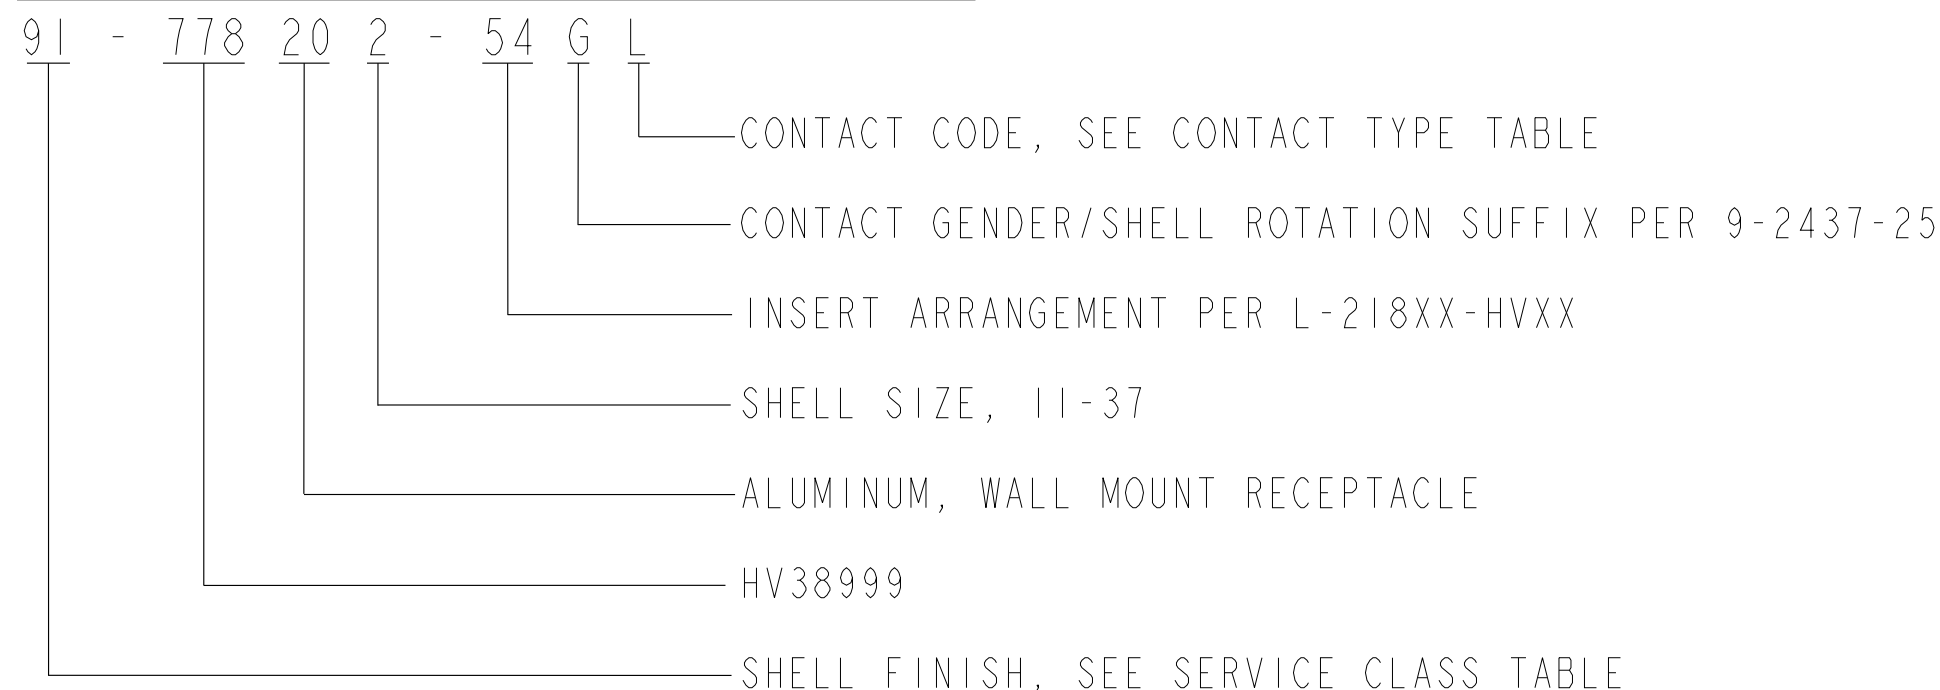 91 - 778 20 2 - 54 G L
CONTACT CODE, SEE CONTACT TYPE TABLE
CONTACT GENDER/SHELL ROTATION SUFFIX PER 9-2437-25
INSERT ARRANGEMENT PER L-218XX-HVXX
SHELL SIZE, 11-37
ALUMINUM, WALL MOUNT RECEPTACLE
HV38999
SHELL FINISH, SEE SERVICE CLASS TABLE